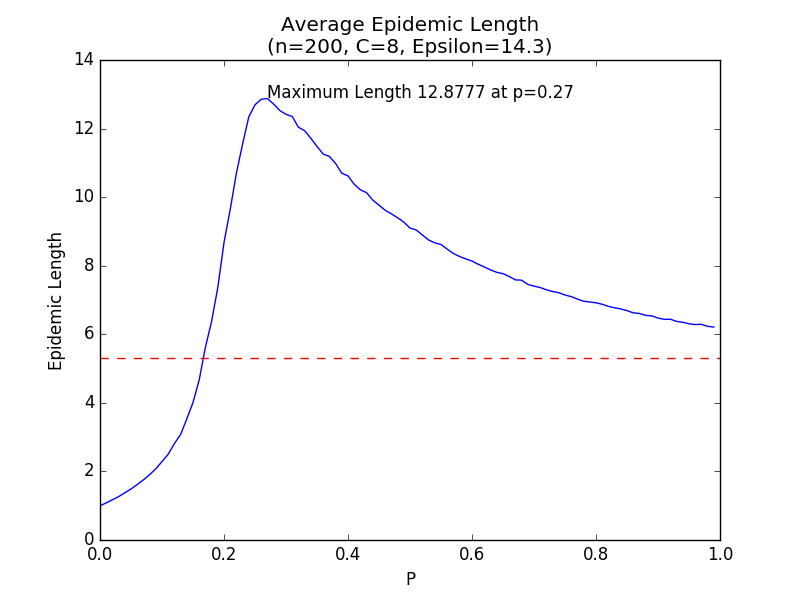 Average Epidemic Length
(n=200, C=8, Epsilon=14.3)
14
Maximum Length 12.8777 at p=0.27
12
10
8
6
4
2
0
Epidemic Length
0.0 0.2 0.4 0.6 0.8 1.0
P